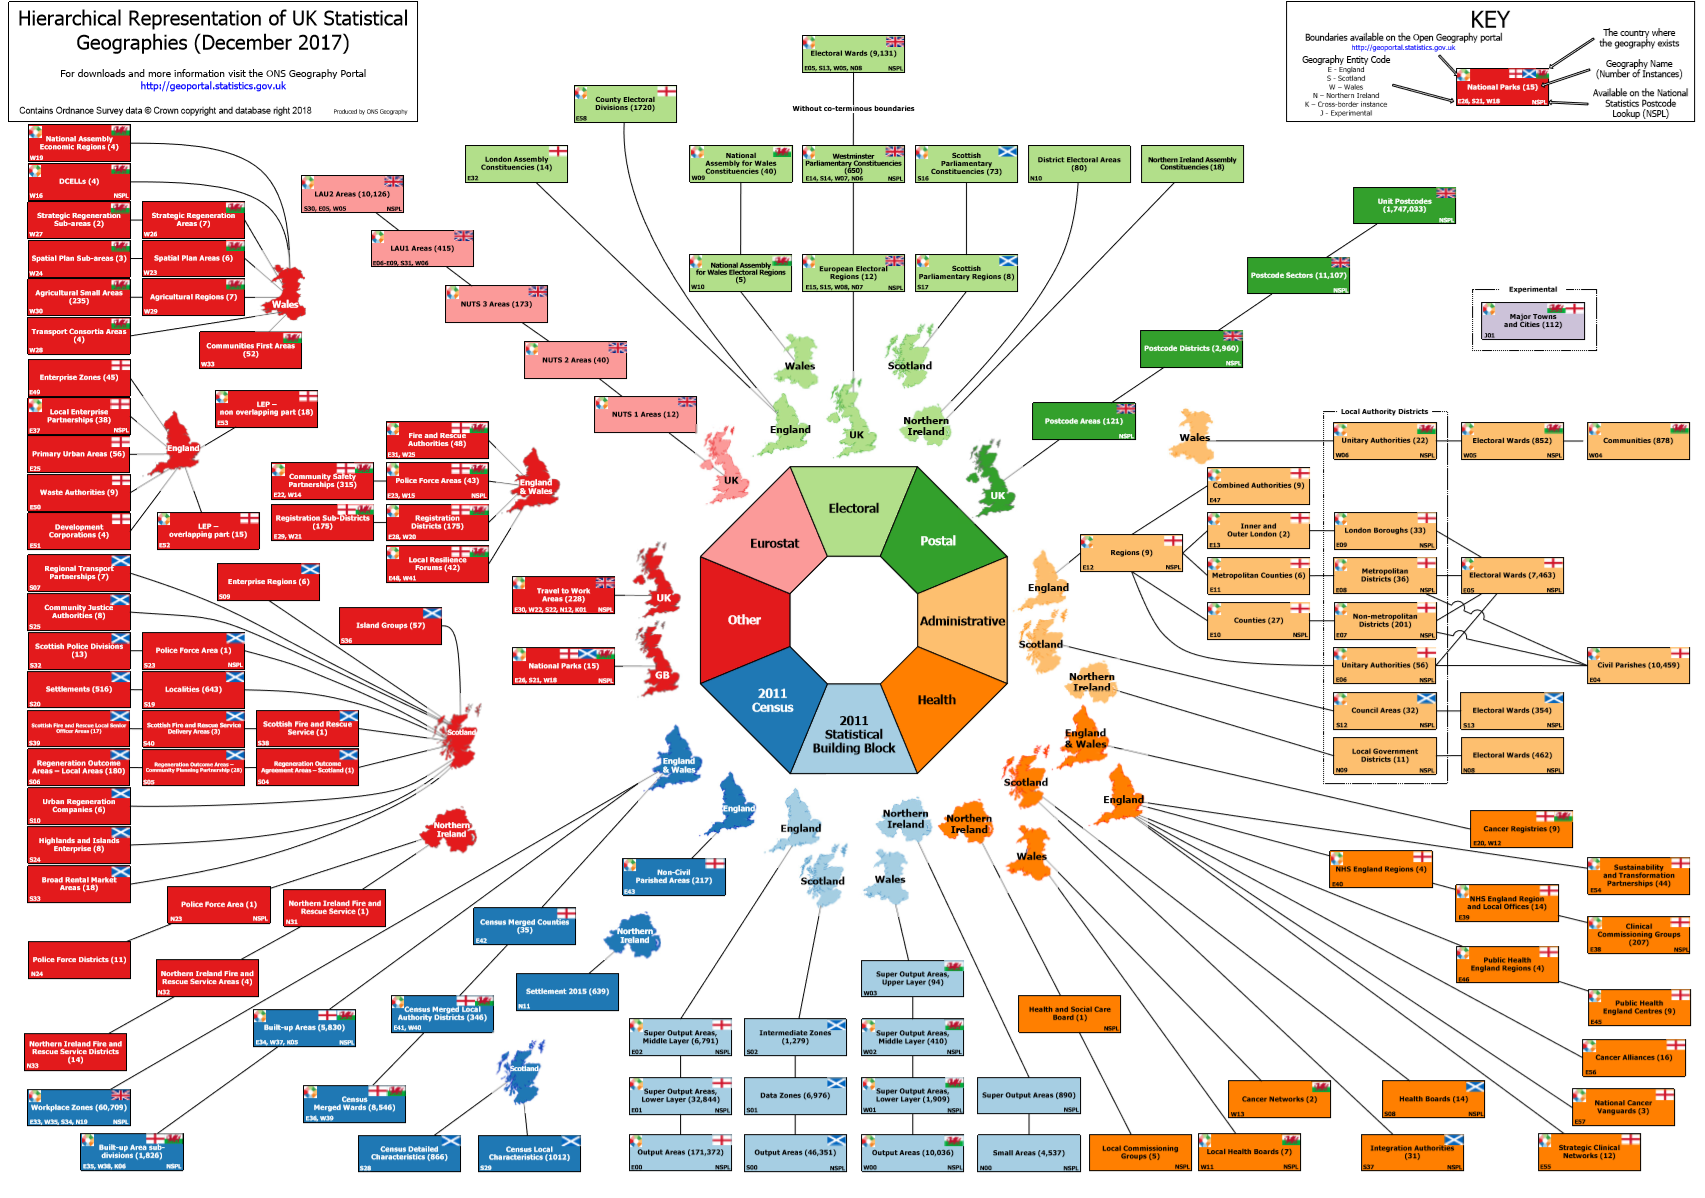 Hierarchical Representation of UK Statistical
Geographies (December 2017)
For downloads and more information visit the ONS Geography Portal
http://geoportal.statistics.gov.uk
Contains Ordnance Survey data © Crown copyright and database right 2018
Produced by ONS Geography
KEY
Boundaries available on the Open Geography portal
http://geoportal.statistics.gov.uk
Geography Entity Code
E - England
S - Scotland
W – Wales
N – Northern Ireland
K – Cross-border instance
J - Experimental
National Parks (15)
E26, S21, W18
NSPL
The country where
the geography exists
Geography Name
(Number of Instances)
Available on the National
Statistics Postcode
Lookup (NSPL)
Electoral
Postal
Administrative
Health
2011
Statistical
Building Block
2011
Census
Other
Eurostat
Electoral Wards (9,131)
E05, S13, W05, N08
NSPL
Without co-terminous boundaries
County Electoral
Divisions (1720)
E58
London Assembly
Constituencies (14)
E32
National
Assembly for Wales
Constituencies (40)
W09
Westminster
Parliamentary Constituencies
(650)
E14, S14, W07, N06
NSPL
Scottish
Parliamentary
Constituencies (73)
S16
District Electoral Areas
(80)
N10
Northern Ireland Assembly
Constituencies (18)
National Assembly
for Wales Electoral Regions
(5)
W10
European Electoral
Regions (12)
E15, S15, W08, N07
NSPL
Scottish
Parliamentary Regions (8)
S17
Wales
Scotland
England
UK
Northern
Ireland
Unit Postcodes
(1,747,033)
NSPL
Postcode Sectors (11,107)
NSPL
Postcode Districts (2,960)
NSPL
Postcode Areas (121)
NSPL
UK
Experimental
Major Towns
and Cities (112)
J01
Local Authority Districts
Wales
Unitary Authorities (22)
W06
NSPL
Electoral Wards (852)
W05
NSPL
Communities (878)
W04
Combined Authorities (9)
E47
Regions (9)
E12
NSPL
Inner and
Outer London (2)
E13
London Boroughs (33)
E09
NSPL
Metropolitan Counties (6)
E11
Metropolitan
Districts (36)
E08
NSPL
Electoral Wards (7,463)
E05
NSPL
Counties (27)
E10
NSPL
Non-metropolitan
Districts (201)
E07
NSPL
Unitary Authorities (56)
E06
NSPL
Civil Parishes (10,459)
E04
England
Scotland
Northern
Ireland
Council Areas (32)
S12
NSPL
Electoral Wards (354)
S13
NSPL
Local Government
Districts (11)
N09
NSPL
Electoral Wards (462)
N08
NSPL
England
& Wales
Scotland
England
Northern
Ireland
Wales
Cancer Registries (9)
E20, W12
NHS England Regions (4)
E40
Sustainability
and Transformation
Partnerships (44)
E54
NHS England Region
and Local Offices (14)
E39
NSPL
Clinical
Commissioning Groups
(207)
E38
NSPL
Public Health
England Regions (4)
E46
Public Health
England Centres (9)
E45
Cancer Alliances (16)
E56
National Cancer
Vanguards (3)
E57
Strategic Clinical
Networks (12)
E55
Health Boards (14)
S08
NSPL
Integration Authorities
(31)
S37
NSPL
Cancer Networks (2)
W13
Local Health Boards (7)
W11
NSPL
Health and Social Care
Board (1)
NSPL
Local Commissioning
Groups (5)
NSPL
England
Scotland
Northern
Ireland
Wales
Super Output Areas,
Upper Layer (94)
W03
Super Output Areas,
Middle Layer (6,791)
E02
NSPL
Intermediate Zones
(1,279)
S02
NSPL
Super Output Areas,
Middle Layer (410)
W02
NSPL
Super Output Areas,
Lower Layer (32,844)
E01
NSPL
Data Zones (6,976)
S01
NSPL
Super Output Areas,
Lower Layer (1,909)
W01
NSPL
Super Output Areas (890)
NSPL
Output Areas (171,372)
E00
NSPL
Output Areas (46,351)
S00
NSPL
Output Areas (10,036)
W00
NSPL
Small Areas (4,537)
N00
NSPL
England
& Wales
England
Northern
Ireland
Scotland
Non-Civil
Parished Areas (217)
E43
Census Merged Counties
(35)
E42
Settlement 2015 (639)
N11
Census Merged Local
Authority Districts (346)
E41, W40
Census
Merged Wards (8,546)
E36, W39
Built-up Areas (5,830)
E34, W37, K05
NSPL
Workplace Zones (60,709)
E33, W35, S34, N19
NSPL
Built-up Area sub-
divisions (1,826)
E35, W38, K06
NSPL
Census Detailed
Characteristics (866)
S28
Census Local
Characteristics (1012)
S29
LAU2 Areas (10,126)
S30, E05, W05
NSPL
LAU1 Areas (415)
E06-E09, S31, W06
NUTS 3 Areas (173)
NUTS 2 Areas (40)
NUTS 1 Areas (12)
UK
National Assembly
Economic Regions (4)
W19
DCELLs (4)
W16
NSPL
Strategic Regeneration
Sub-areas (2)
W27
Strategic Regeneration
Areas (7)
W26
Spatial Plan Sub-areas (3)
W24
Spatial Plan Areas (6)
W23
Agricultural Small Areas
(235)
W30
Agricultural Regions (7)
W29
Transport Consortia Areas
(4)
W28
Communities First Areas
(52)
W33
Wales
Enterprise Zones (45)
E49
Local Enterprise
Partnerships (38)
E37
NSPL
Primary Urban Areas (56)
E25
Waste Authorities (9)
E50
Development
Corporations (4)
E51
LEP –
non overlapping part (18)
E53
LEP –
overlapping part (15)
E52
England
Fire and Rescue
Authorities (48)
E31, W25
Community Safety
Partnerships (315)
E22, W14
Police Force Areas (43)
E23, W15
NSPL
Registration Sub-Districts
(175)
E29, W21
Registration
Districts (175)
E28, W20
Local Resilience
Forums (42)
E48, W41
England
& Wales
Travel to Work
Areas (228)
E30, W22, S22, N12, K01
NSPL
UK
National Parks (15)
E26, S21, W18
NSPL
GB
Regional Transport
Partnerships (7)
S07
Enterprise Regions (6)
S09
Community Justice
Authorities (8)
S25
Island Groups (57)
S36
Scottish Police Divisions
(13)
S32
Police Force Area (1)
S23
NSPL
Settlements (516)
S20
Localities (643)
S19
Scottish Fire and Rescue Local Senior
Officer Areas (17)
S39
Scottish Fire and Rescue Service
Delivery Areas (3)
S40
Scottish Fire and Rescue
Service (1)
S38
Regeneration Outcome
Areas – Local Areas (180)
S06
Regeneration Outcome Areas –
Community Planning Partnership (28)
S05
Regeneration Outcome
Agreement Areas – Scotland (1)
S04
Urban Regeneration
Companies (6)
S10
Highlands and Islands
Enterprise (8)
S24
Broad Rental Market
Areas (18)
S33
Scotland
Northern
Ireland
Police Force Area (1)
N23
NSPL
Northern Ireland Fire and
Rescue Service (1)
N31
Police Force Districts (11)
N24
Northern Ireland Fire and
Rescue Service Areas (4)
N32
Northern Ireland Fire and
Rescue Service Districts
(14)
N33